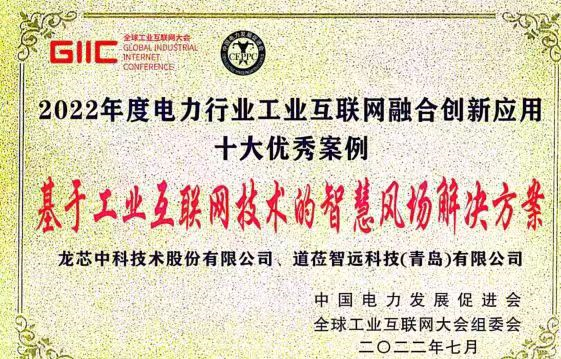 GIIC
全球工业互联网大会
GLOBAL INDUSTRIAL
INTERNET
CONFERENCE
CEPPC
2022年度电力行业工业互联网融合创新应用
十大优秀案例
基于工业互联网技术的智慧风场解决方案
龙芯中科技术股份有限公司、道莅智远科技(青岛)有限公司
中国电力发展促进会
全球工业互联网大会组委会
二〇二二年七月